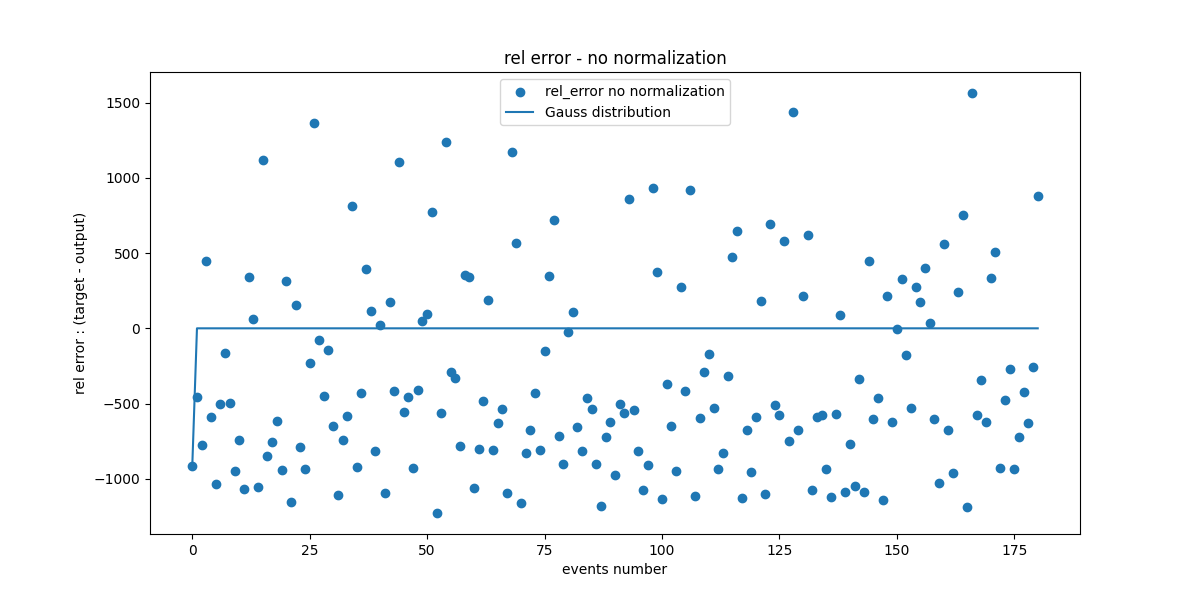 rel error - no normalization
rel_error no normalization
Gauss distribution
rel error : (target - output)
1500
1000
500
0
−500
−1000
0 25 50 75 100 125 150 175
events number